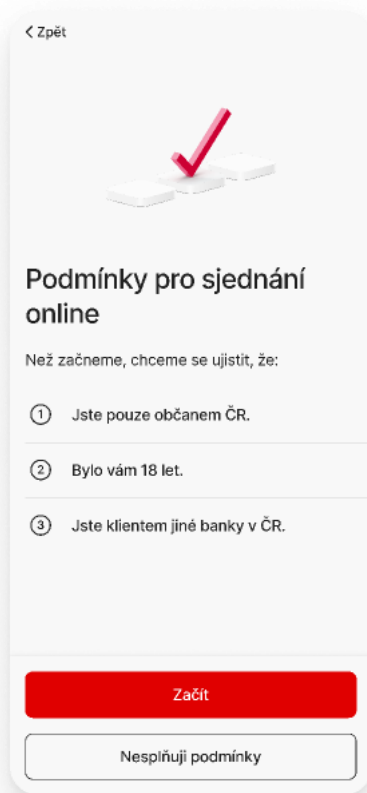 Zpět
Podmínky pro sjednání
online
Než začneme, chceme se ujistit, že:
1 Jste pouze občanem ČR.
2 Bylo vám 18 let.
3 Jste klientem jiné banky v ČR.
Začít
Nesplňuji podmínky